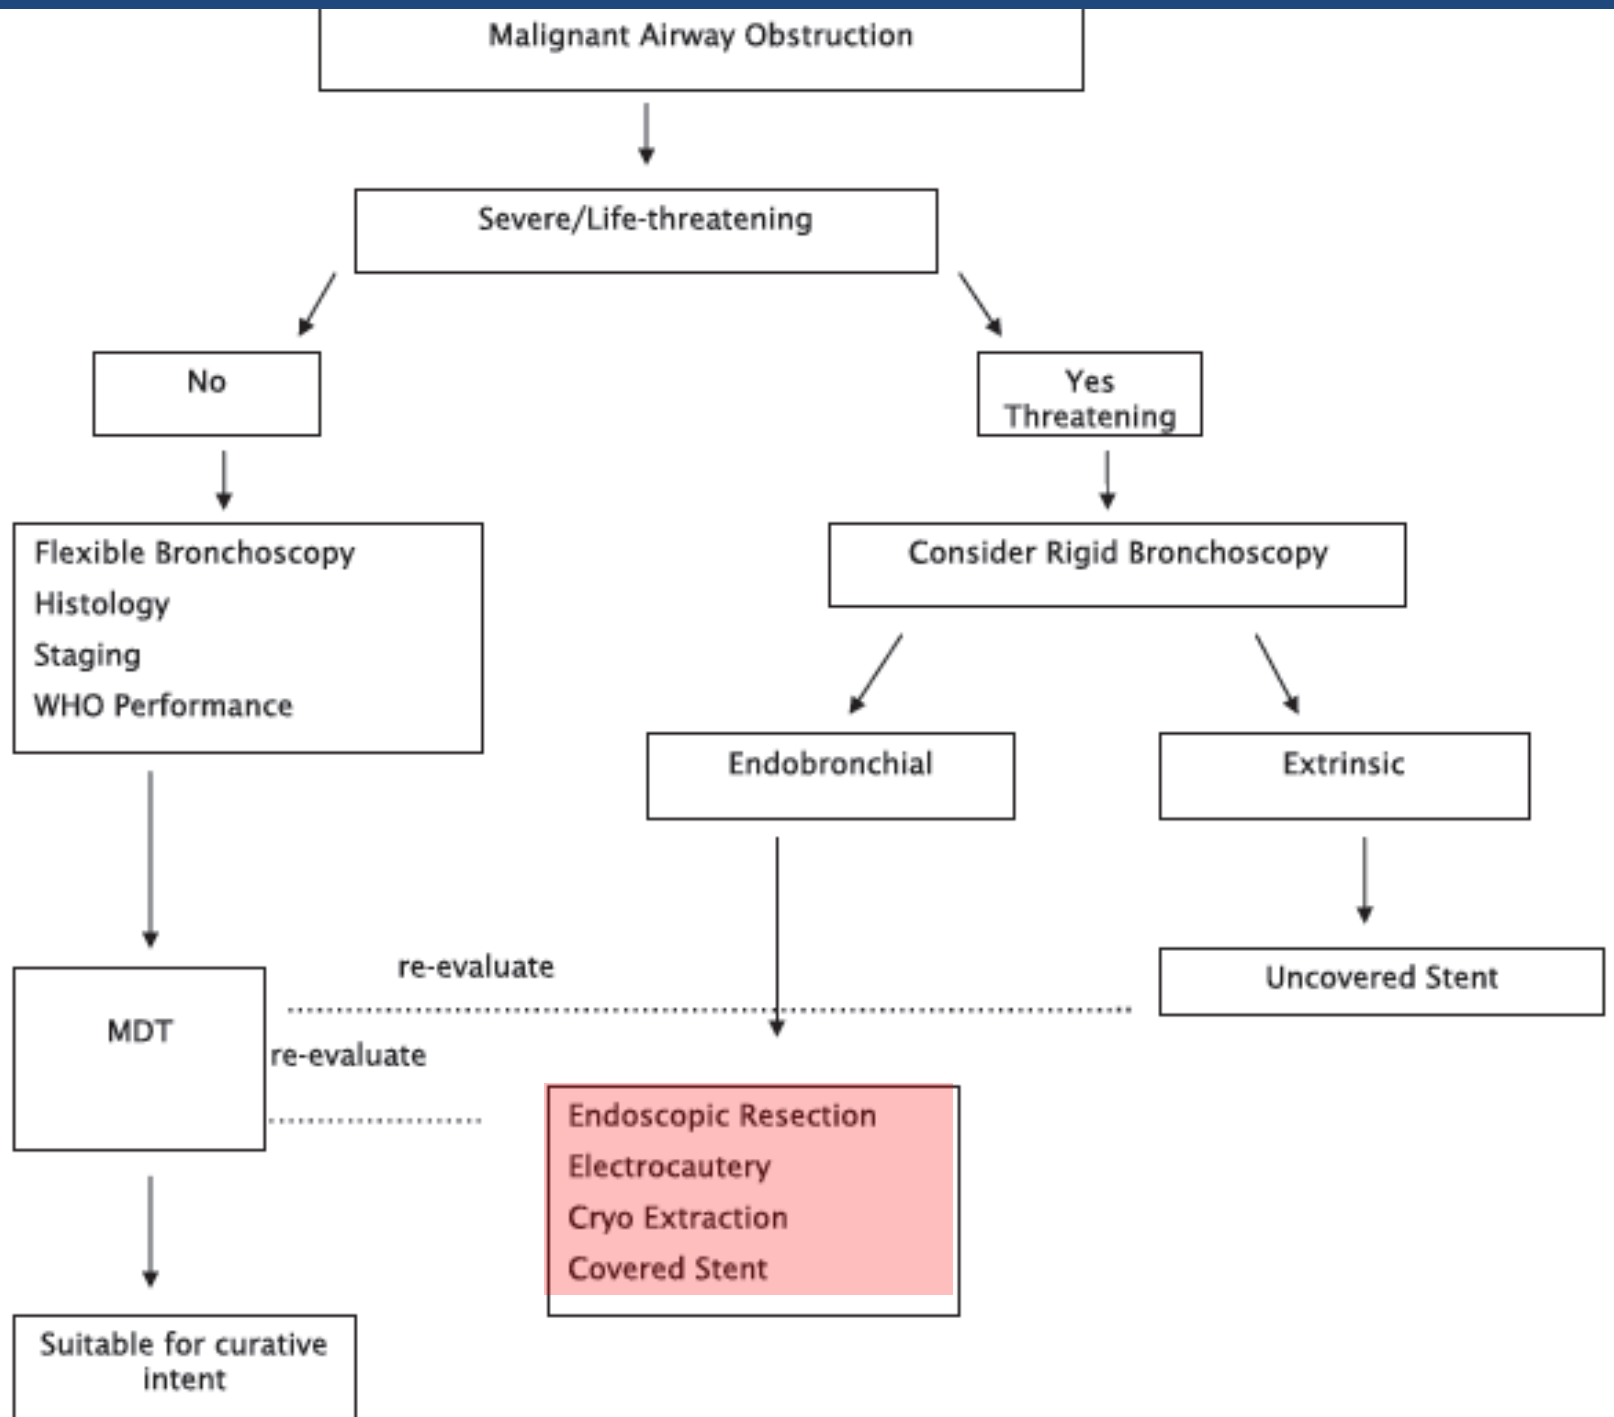 Malignant Airway Obstruction
Severe/Life-threatening
No
Yes
Threatening
Flexible Bronchoscopy
Histology
Staging
WHO Performance
Consider Rigid Bronchoscopy
Endobronchial
Extrinsic
re-evaluate
Uncovered Stent
MDT
re-evaluate
Endoscopic Resection
Electrocautery
Cryo Extraction
Covered Stent
Suitable for curative
intent